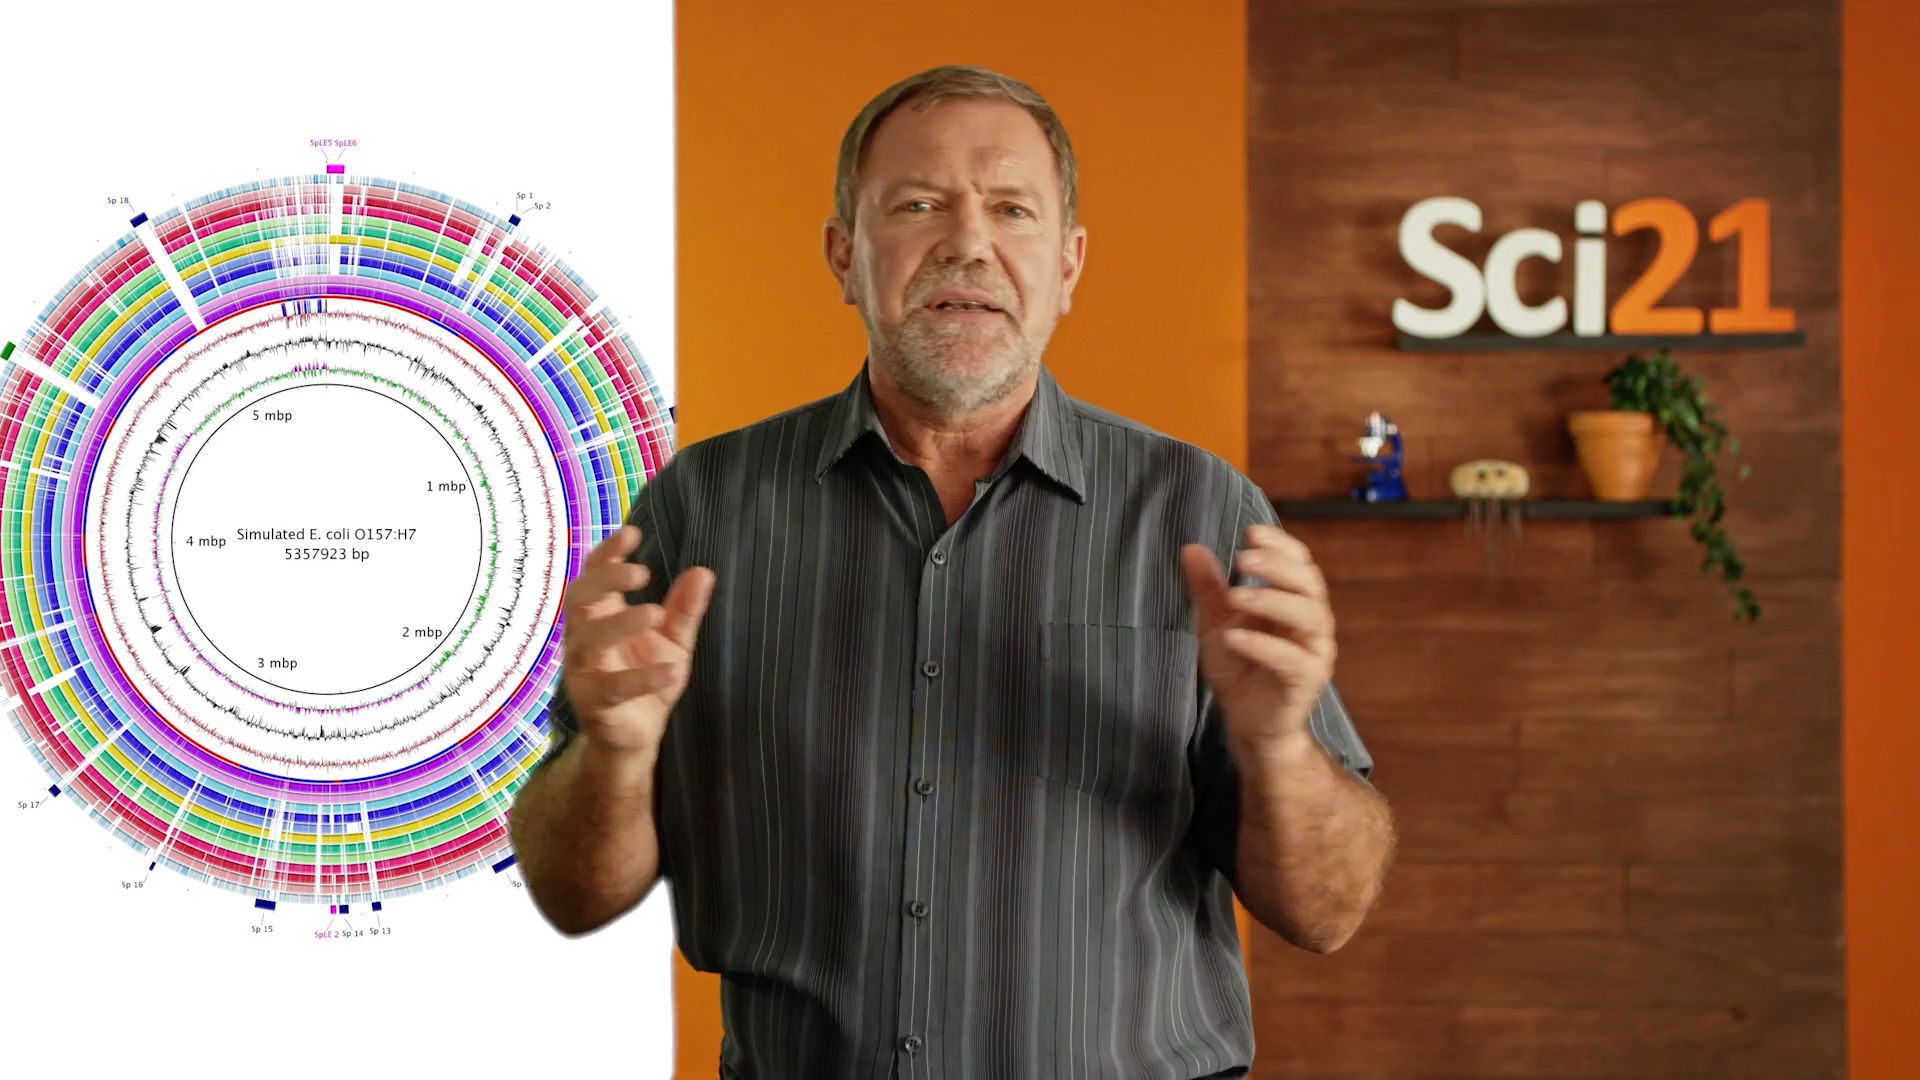 SpLE5 SpLE6
Sp 18
Sp 1
Sp 2
5 mbp
1 mbp
4 mbp
Simulated E. coli O157:H7
5357923 bp
2 mbp
3 mbp
Sp 17
Sp 16
Sp 15
SpLE 2
Sp 14
Sp 13
Sci21